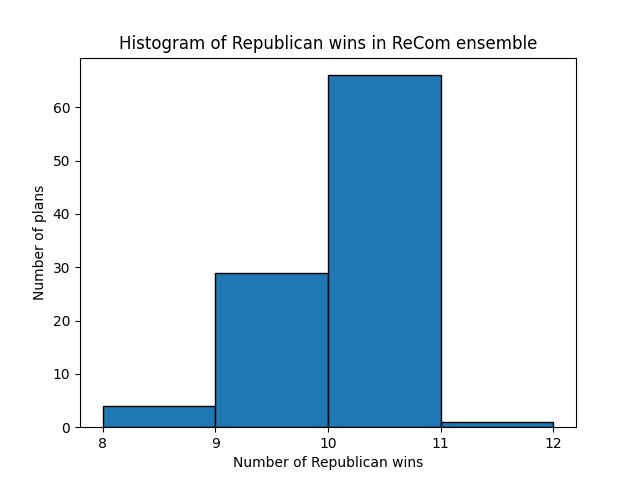 Histogram of Republican wins in ReCom ensemble
Number of plans
60
50
40
30
20
10
0
8 9 10 11 12
Number of Republican wins